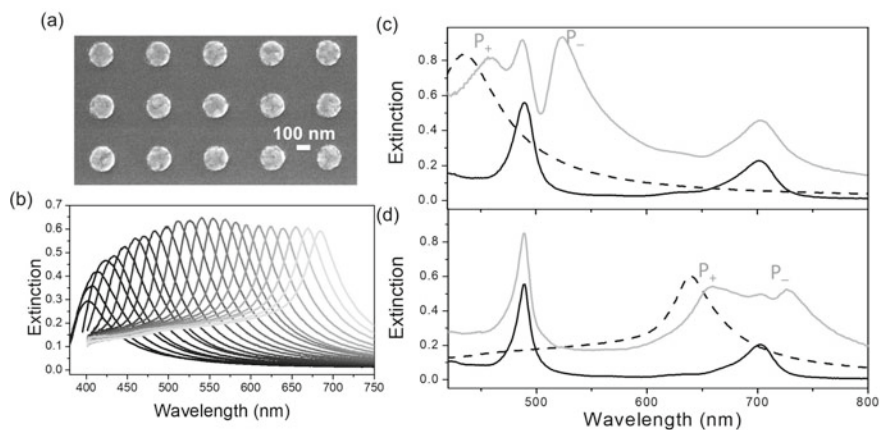 (a)
100 nm
(b)
0.7
0.6
0.5
0.4
0.3
0.2
0.1
0.0
Extinction
400 450 500 550 600 650 700 750
Wavelength (nm)
(c)
P+
P−
0.8
0.6
0.4
0.2
0.0
Extinction
(d)
P+
P−
0.8
0.6
0.4
0.2
0.0
Extinction
500 600 700 800
Wavelength (nm)